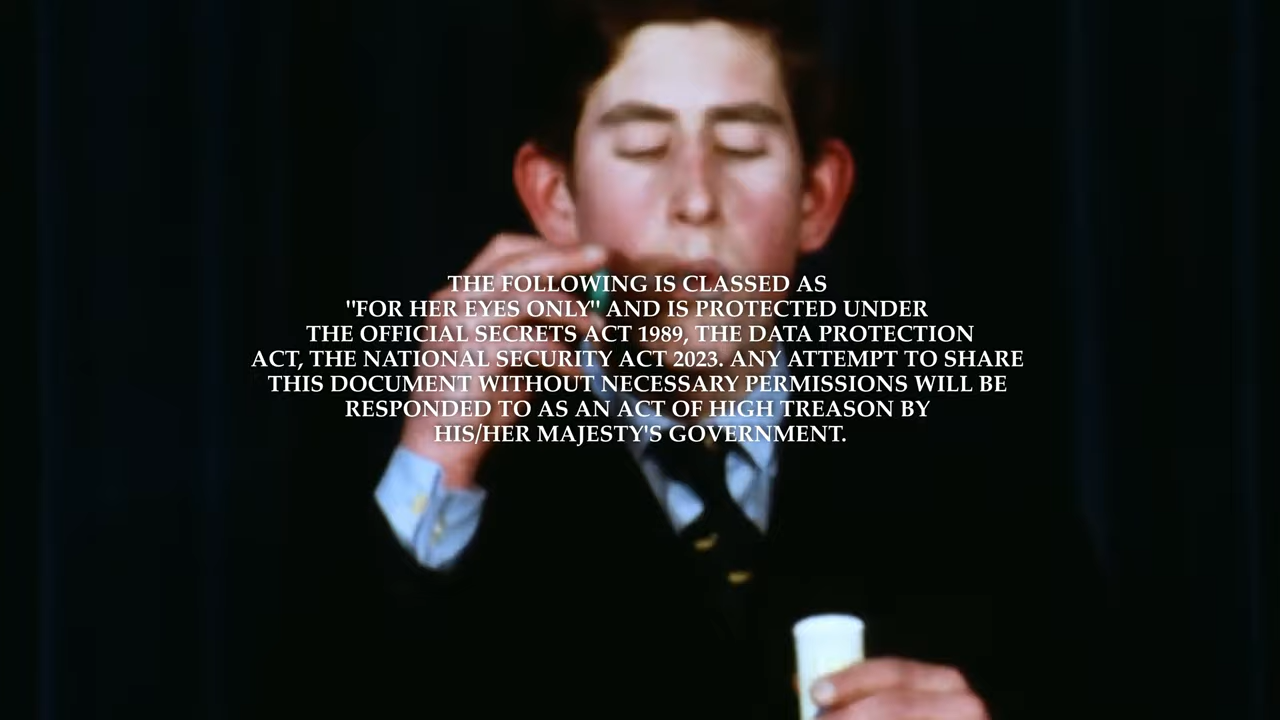 THE FOLLOWING IS CLASSED AS
"FOR HER EYES ONLY" AND IS PROTECTED UNDER
THE OFFICIAL SECRETS ACT 1989, THE DATA PROTECTION
ACT, THE NATIONAL SECURITY ACT 2023. ANY ATTEMPT TO SHARE
THIS DOCUMENT WITHOUT NECESSARY PERMISSIONS WILL BE
RESPONDED TO AS AN ACT OF HIGH TREASON BY
HIS/HER MAJESTY'S GOVERNMENT.